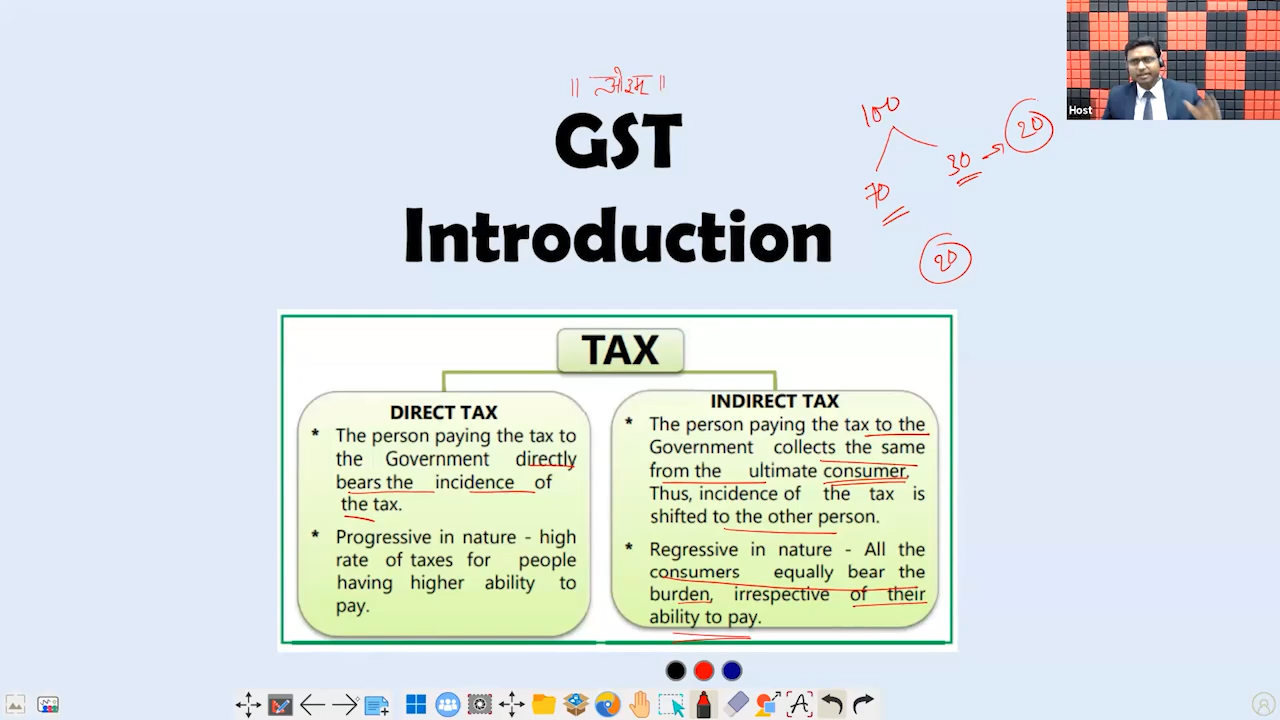 ॥ ओ३म् ॥
GST
Introduction
100
70
30
20
20
Host
TAX
DIRECT TAX
* The person paying the tax to
the Government directly
bears the incidence of
the tax.
* Progressive in nature - high
rate of taxes for people
having higher ability to
pay.
INDIRECT TAX
* The person paying the tax to the
Government collects the same
from the ultimate consumer.
Thus, incidence of the tax is
shifted to the other person.
* Regressive in nature - All the
consumers equally bear the
burden, irrespective of their
ability to pay.